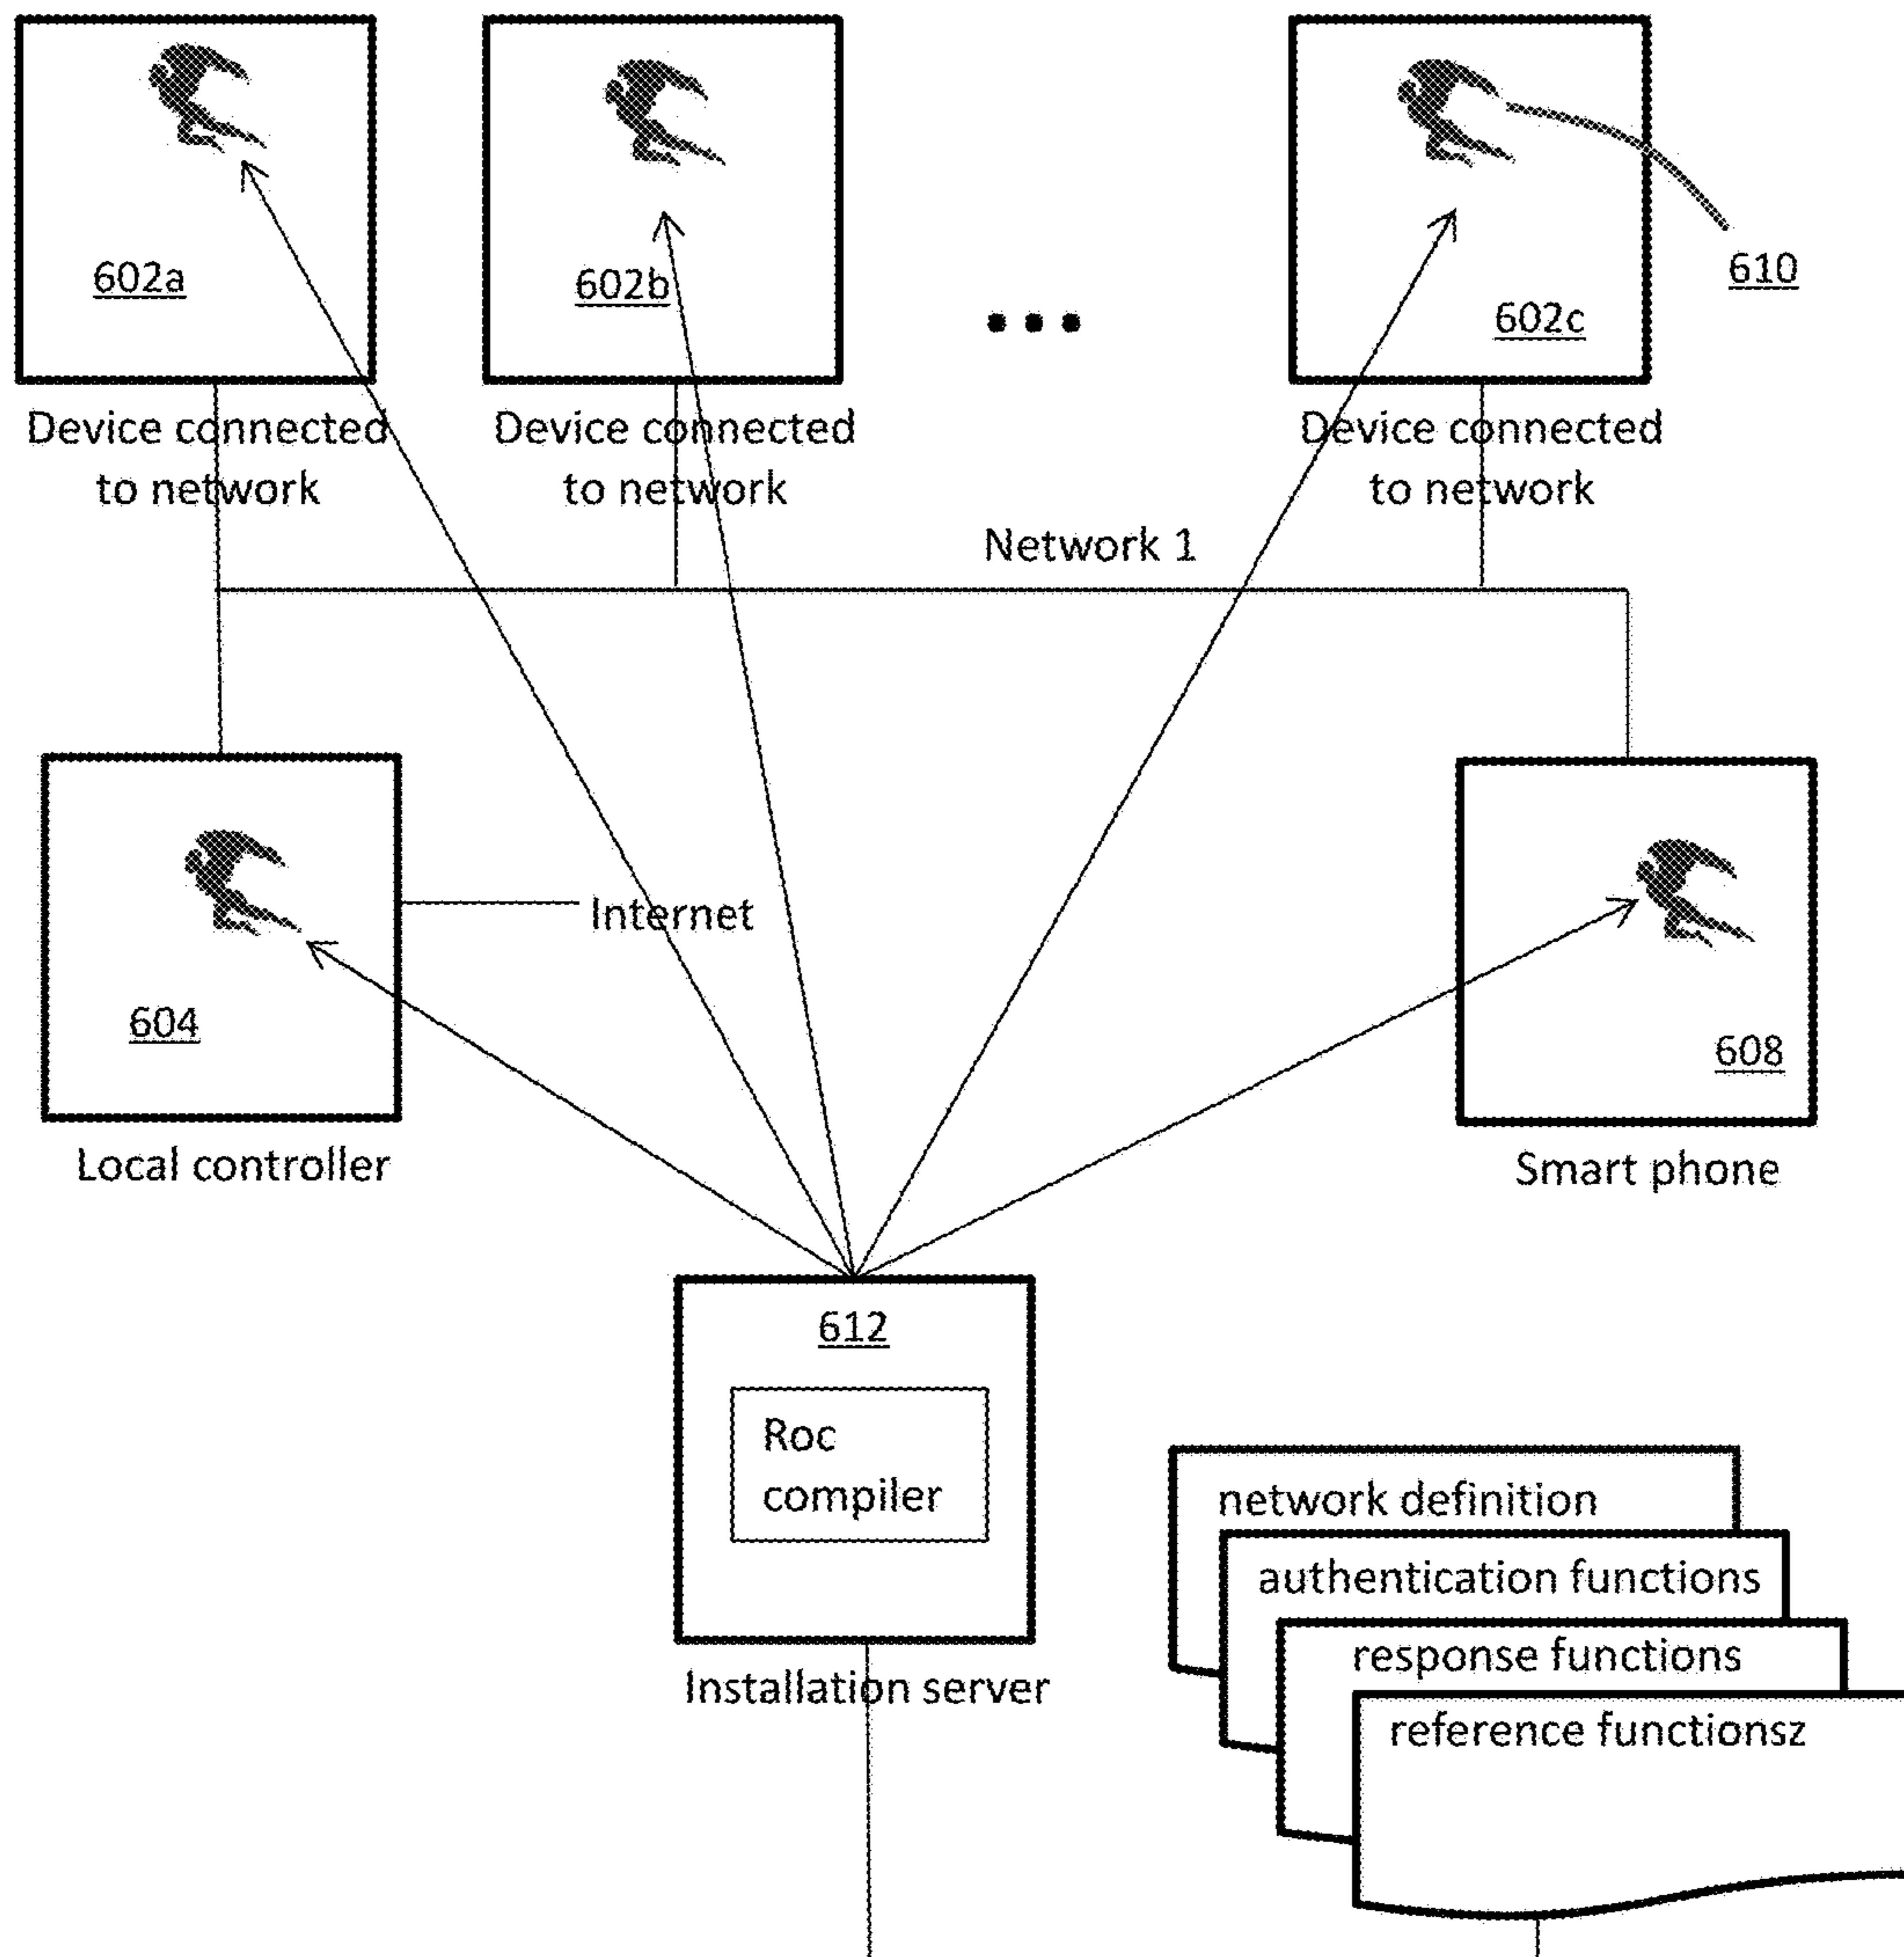 602a
602b
...
602c
610
Device connected
to network
Device connected
to network
Device connected
to network
Network 1
604
Internet
608
Local controller
Smart phone
612
Roc
compiler
Installation server
network definition
authentication functions
response functions
reference functionsz